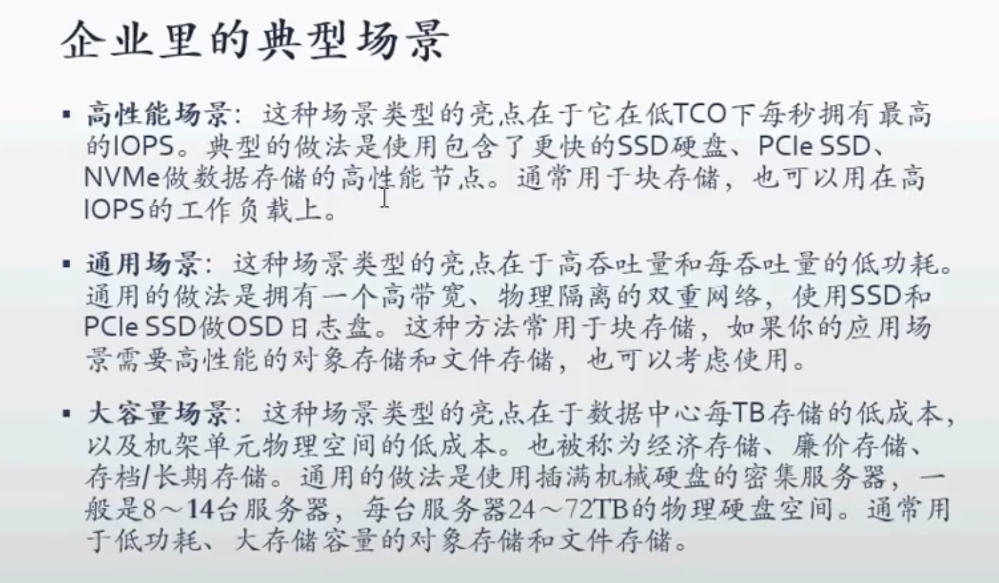 企业里的典型场景
▪ 高性能场景：这种场景类型的亮点在于它在低TCO下每秒拥有最高
的IOPS。典型的做法是使用包含了更快的SSD硬盘、PCIe SSD、
NVMe做数据存储的高性能节点。通常用于块存储，也可以用在高
IOPS的工作负载上。
▪ 通用场景：这种场景类型的亮点在于高吞吐量和每吞吐量的低功耗。
通用的做法是拥有一个高带宽、物理隔离的双重网络，使用SSD和
PCIe SSD做OSD日志盘。这种方法常用于块存储，如果你的应用场
景需要高性能的对象存储和文件存储，也可以考虑使用。
▪ 大容量场景：这种场景类型的亮点在于数据中心每TB存储的低成本，
以及机架单元物理空间的低成本。也被称为经济存储、廉价存储、
存档/长期存储。通用的做法是使用插满机械硬盘的密集服务器，一
般是8～14台服务器，每台服务器24～72TB的物理硬盘空间。通常用
于低功耗、大存储容量的对象存储和文件存储。